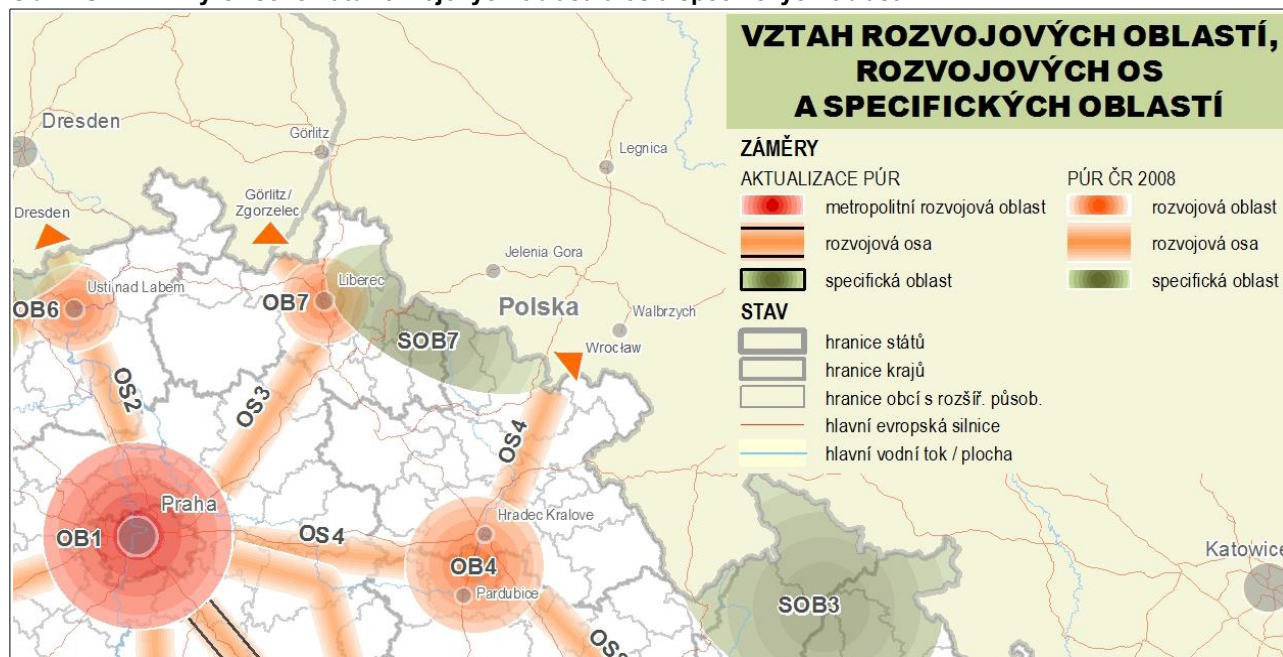 VZTAH ROZVOJOVÝCH OBLASTÍ,
ROZVOJOVÝCH OS
A SPECIFICKÝCH OBLASTÍ
ZÁMĚRY
AKTUALIZACE PÚR
PÚR ČR 2008
metropolitní rozvojová oblast
rozvojová oblast
rozvojová osa
rozvojová osa
specifická oblast
specifická oblast
STAV
hranice států
hranice krajů
hranice obcí s rozšíř. působ.
hlavní evropská silnice
hlavní vodní tok / plocha
Dresden
Görlitz
Legnica
Görlitz/
Zgorzelec
Dresden
Jelenia Gora
Usti nad Labem
Liberec
OB6
OB7
Polska
Walbrzych
SOB7
Wrocław
OS2
OS3
OS4
Praha
Hradec Kralove
OB1
OS4
Katowice
OB4
Pardubice
SOB3